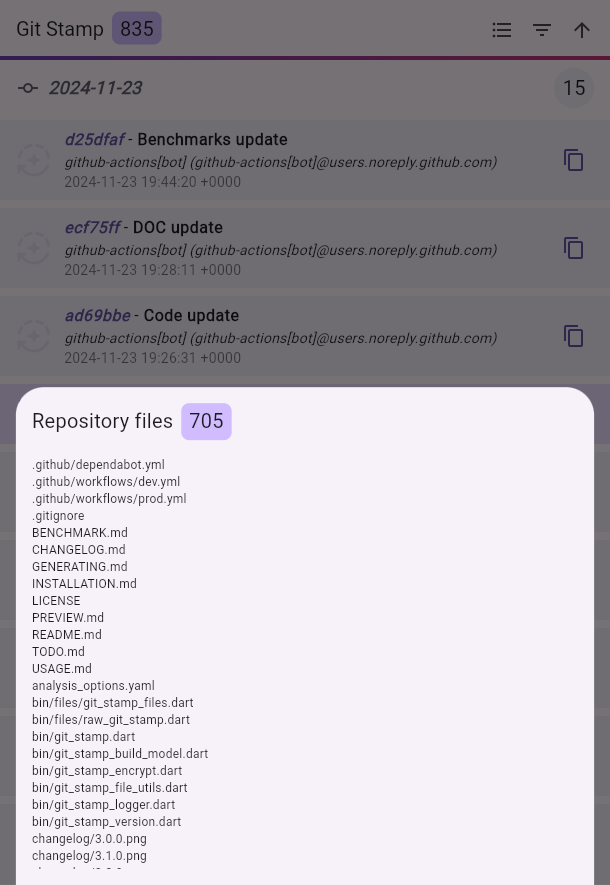 Git Stamp 835
2024-11-23 15
d25dfaf - Benchmarks update
github-actions[bot] (github-actions[bot]@users.noreply.github.com)
2024-11-23 19:44:20 +0000
ecf75ff - DOC update
github-actions[bot] (github-actions[bot]@users.noreply.github.com)
2024-11-23 19:28:11 +0000
ad69bbe - Code update
github-actions[bot] (github-actions[bot]@users.noreply.github.com)
2024-11-23 19:26:31 +0000
Repository files 705
.github/dependabot.yml
.github/workflows/dev.yml
.github/workflows/prod.yml
.gitignore
BENCHMARK.md
CHANGELOG.md
GENERATING.md
INSTALLATION.md
LICENSE
PREVIEW.md
README.md
TODO.md
USAGE.md
analysis_options.yaml
bin/files/git_stamp_files.dart
bin/files/raw_git_stamp.dart
bin/git_stamp.dart
bin/git_stamp_build_model.dart
bin/git_stamp_encrypt.dart
bin/git_stamp_file_utils.dart
bin/git_stamp_logger.dart
bin/git_stamp_version.dart
changelog/3.0.0.png
changelog/3.1.0.png